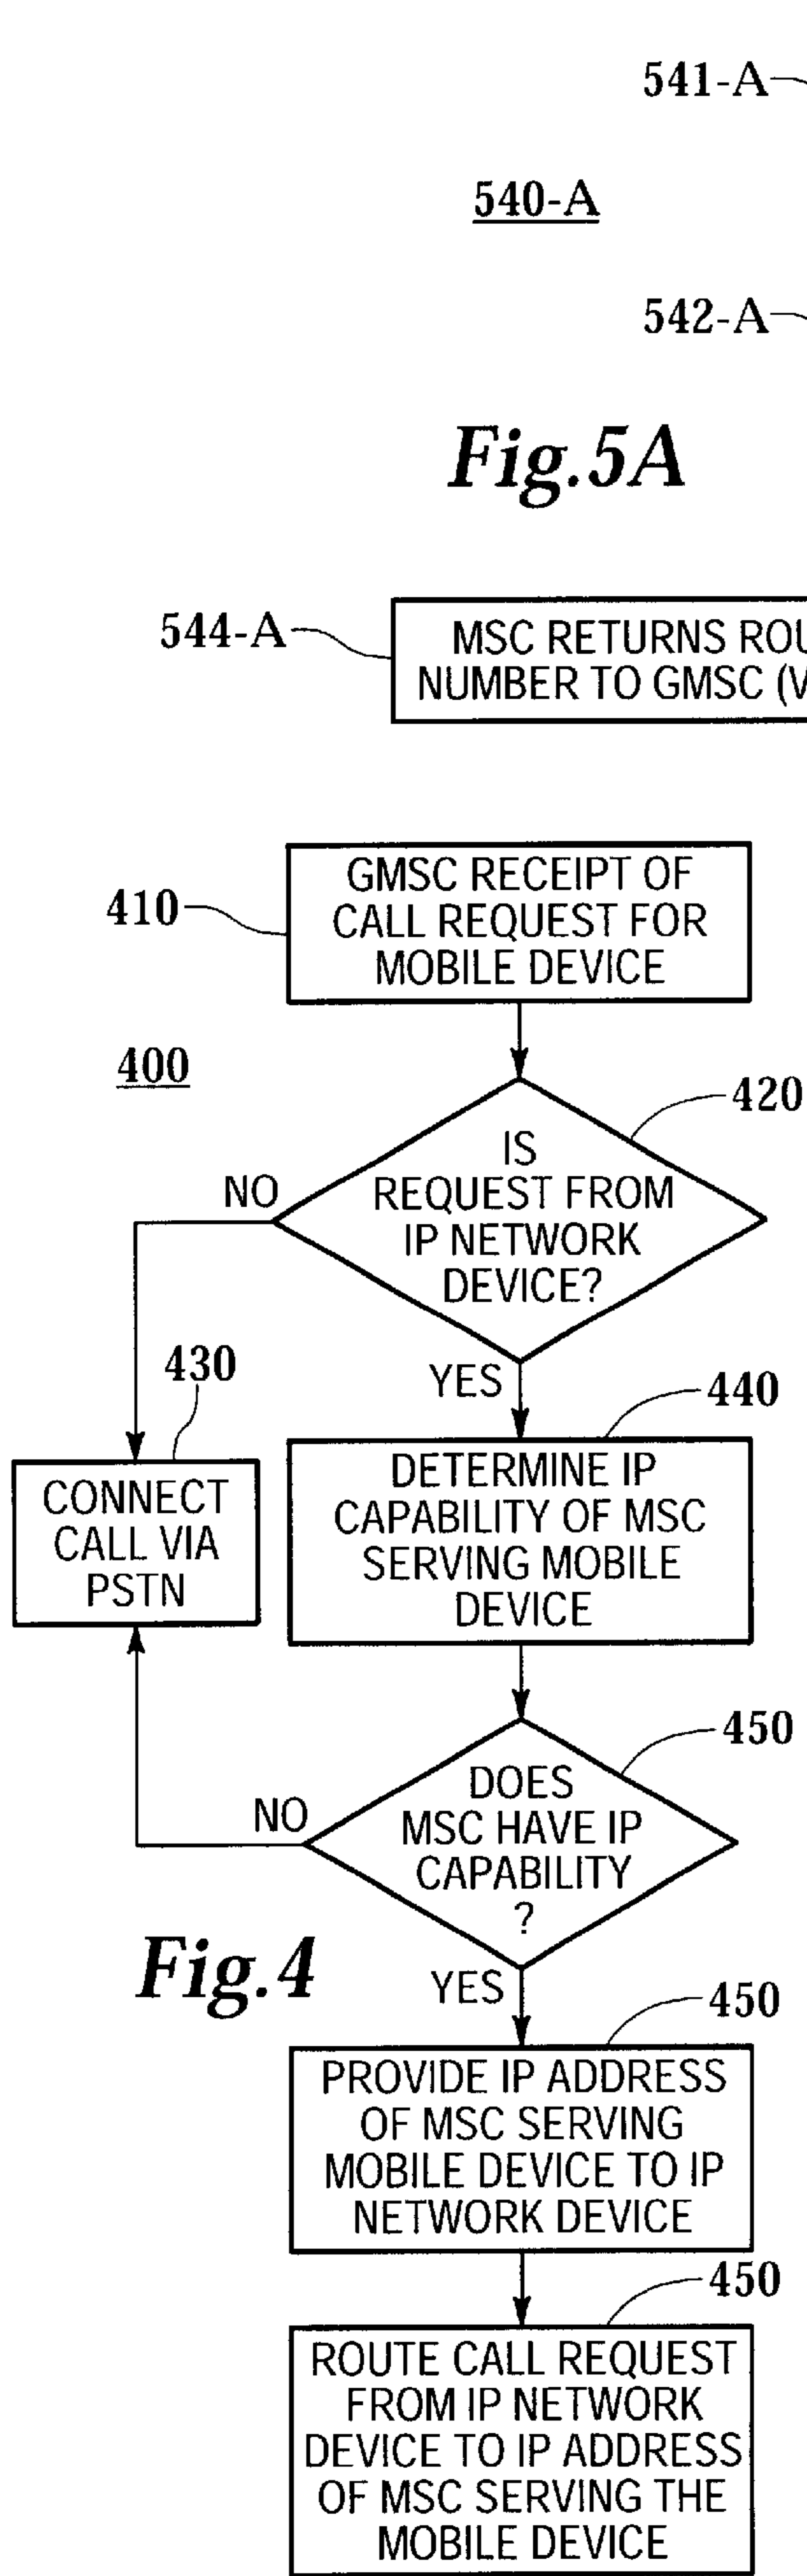 541-A
540-A
542-A
Fig.5A
544-A
MSC RETURNS
NUMBER TO GMSC
410
GMSC RECEIPT OF
CALL REQUEST FOR
MOBILE DEVICE
400
420
IS
REQUEST FROM
IP NETWORK
DEVICE?
NO
YES
430
CONNECT
CALL VIA
PSTN
440
DETERMINE IP
CAPABILITY OF MSC
SERVING MOBILE
DEVICE
450
DOES
MSC HAVE IP
CAPABILITY
?
NO
Fig.4
YES
450
PROVIDE IP ADDRESS
OF MSC SERVING
MOBILE DEVICE TO IP
NETWORK DEVICE
450
ROUTE CALL REQUEST
FROM IP NETWORK
DEVICE TO IP ADDRESS
OF MSC SERVING THE
MOBILE DEVICE